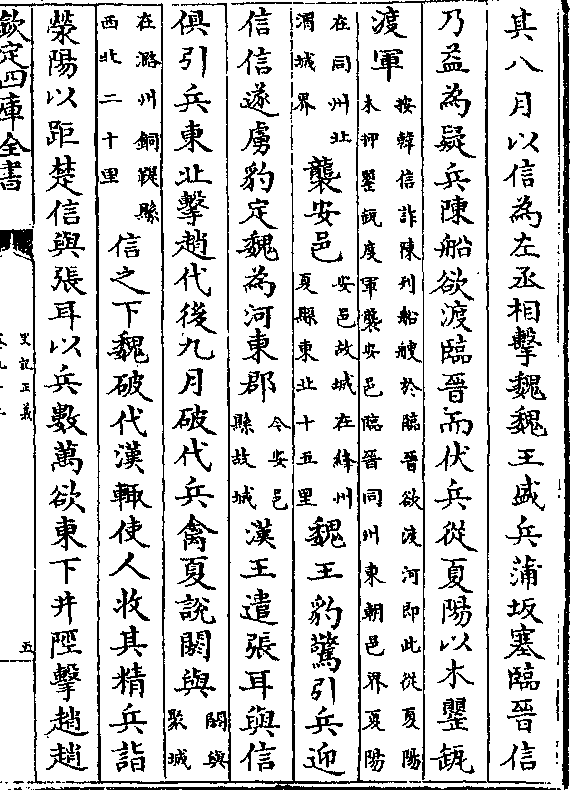 其八月以信為左丞相擊魏魏王盛兵蒲坂塞臨晉信
乃益為疑兵陳船欲渡臨晉而伏兵從夏陽以木罌缻
渡軍按韓信詐陳列船艘於臨晉欲渡河即此從夏陽木押罌缻度軍襲安邑臨晉同州東朝邑界夏陽
在同州北渭城界襲安邑安邑故城在絳州夏縣東北十五里魏王豹驚引兵迎
信信遂虜豹定魏為河東郡今安邑縣故城漢王遣張耳與信
俱引兵東北擊趙代後九月破代兵禽夏說閼與閼與聚城
在潞州銅鞮縣西北二十里信之下魏破代漢輒使人收其精兵詣
滎陽以距楚信與張耳以兵數萬欲東下井陘擊趙趙
欽定四庫全書
史記正義
五